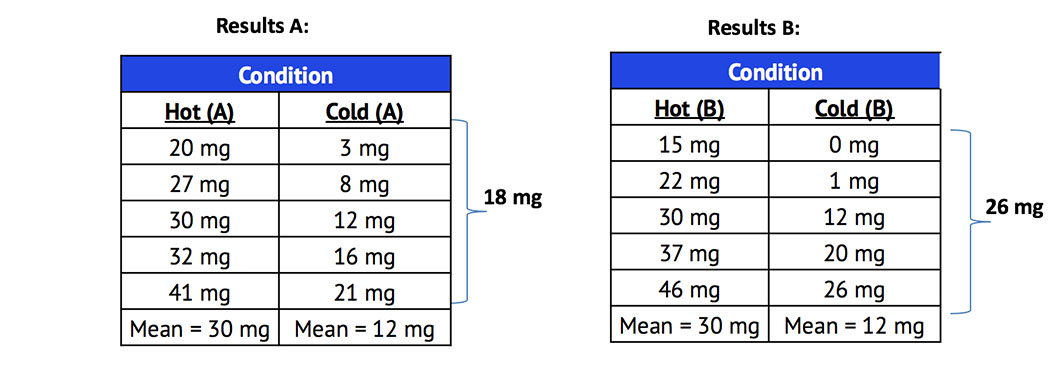 Results A:
Condition
Hot (A) Cold (A)
20 mg 3 mg
27 mg 8 mg
30 mg 12 mg
32 mg 16 mg
41 mg 21 mg
Mean = 30 mg Mean = 12 mg
18 mg
Results B:
Condition
Hot (B) Cold (B)
15 mg 0 mg
22 mg 1 mg
30 mg 12 mg
37 mg 20 mg
46 mg 26 mg
Mean = 30 mg Mean = 12 mg
26 mg